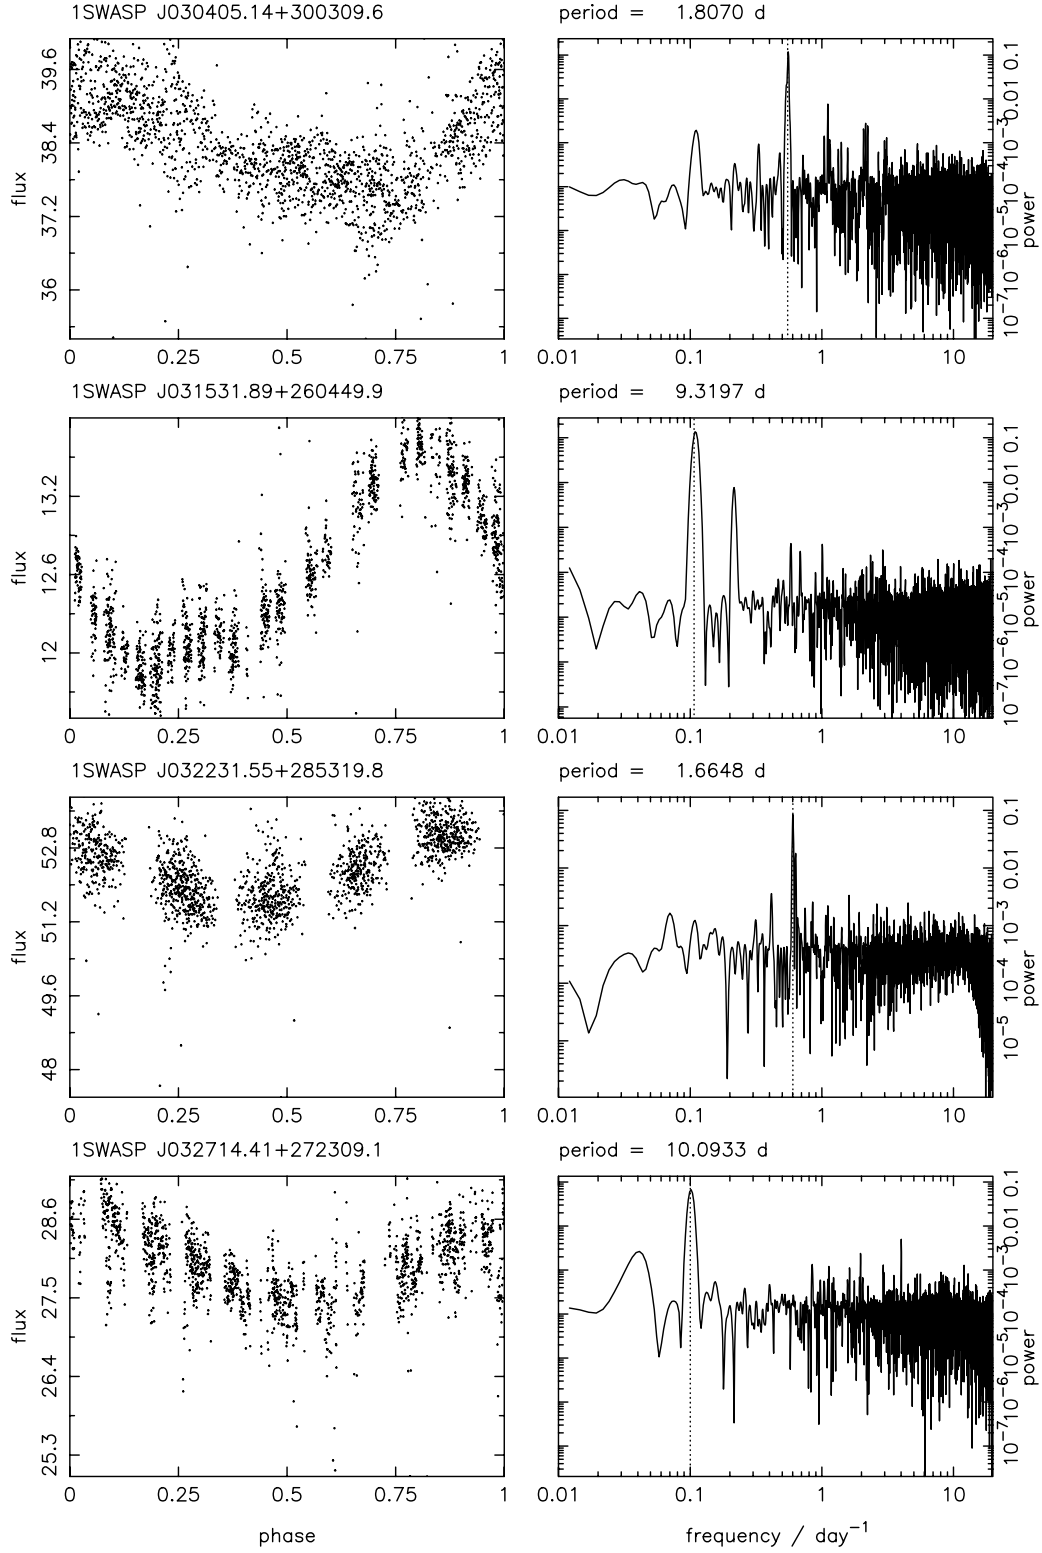 1SWASP J030405.14+300309.6
period = 1.8070 d
flux
39.6
38.4
37.2
36
0 0.25 0.5 0.75 1
0.1
0.01
10⁻³
10⁻⁴
10⁻⁵
10⁻⁶
10⁻⁷
power
0.01 0.1 1 10
1SWASP J031531.89+260449.9
period = 9.3197 d
flux
13.2
12.6
12
0 0.25 0.5 0.75 1
0.1
0.01
10⁻³
10⁻⁴
10⁻⁵
10⁻⁶
10⁻⁷
power
0.01 0.1 1 10
1SWASP J032231.55+285319.8
period = 1.6648 d
flux
52.8
51.2
49.6
48
0 0.25 0.5 0.75 1
0.1
0.01
10⁻³
10⁻⁴
10⁻⁵
power
0.01 0.1 1 10
1SWASP J032714.41+272309.1
period = 10.0933 d
flux
28.6
27.5
26.4
25.3
0 0.25 0.5 0.75 1
phase
0.1
0.01
10⁻³
10⁻⁴
10⁻⁵
10⁻⁶
10⁻⁷
power
0.01 0.1 1 10
frequency / day⁻¹